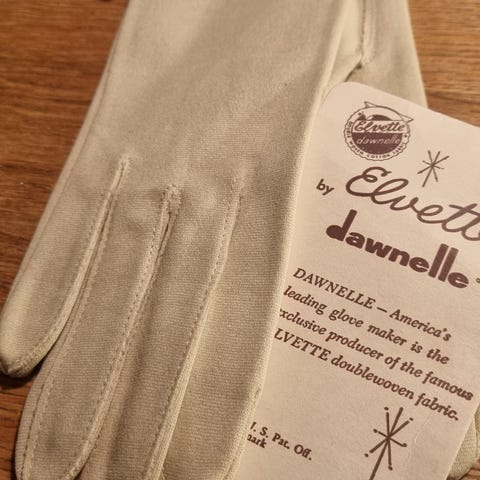 Elvette
dawnelle
by Elvette
dawnelle
DAWNELLE — America's
leading glove maker is the
exclusive producer of the famous
ELVETTE doublewoven fabric.
U. S. Pat. Off.